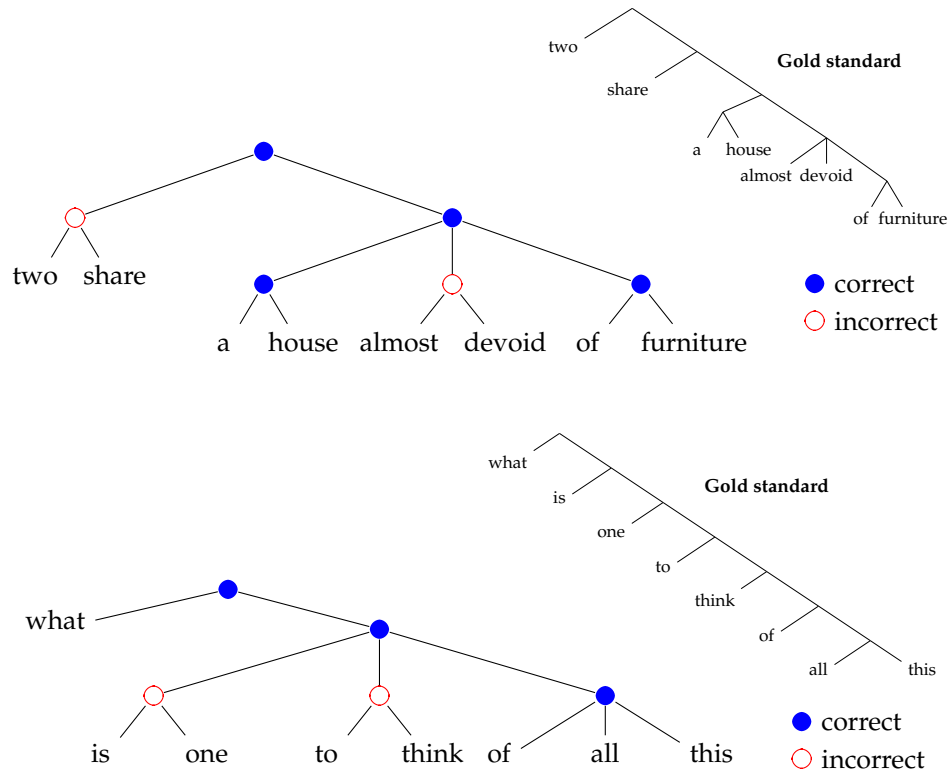 two
Gold standard
share
a house
almost devoid
of furniture
two share
correct
a house almost devoid of furniture
incorrect
what
Gold standard
is
one
to
think
of
all this
what
correct
is one to think of all this
incorrect